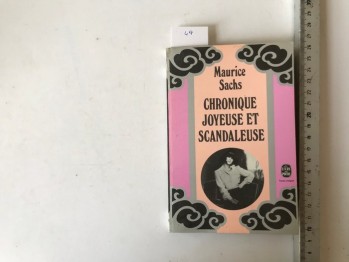 Maurice
Sachs
CHRONIQUE
JOYEUSE ET
SCANDALEUSE